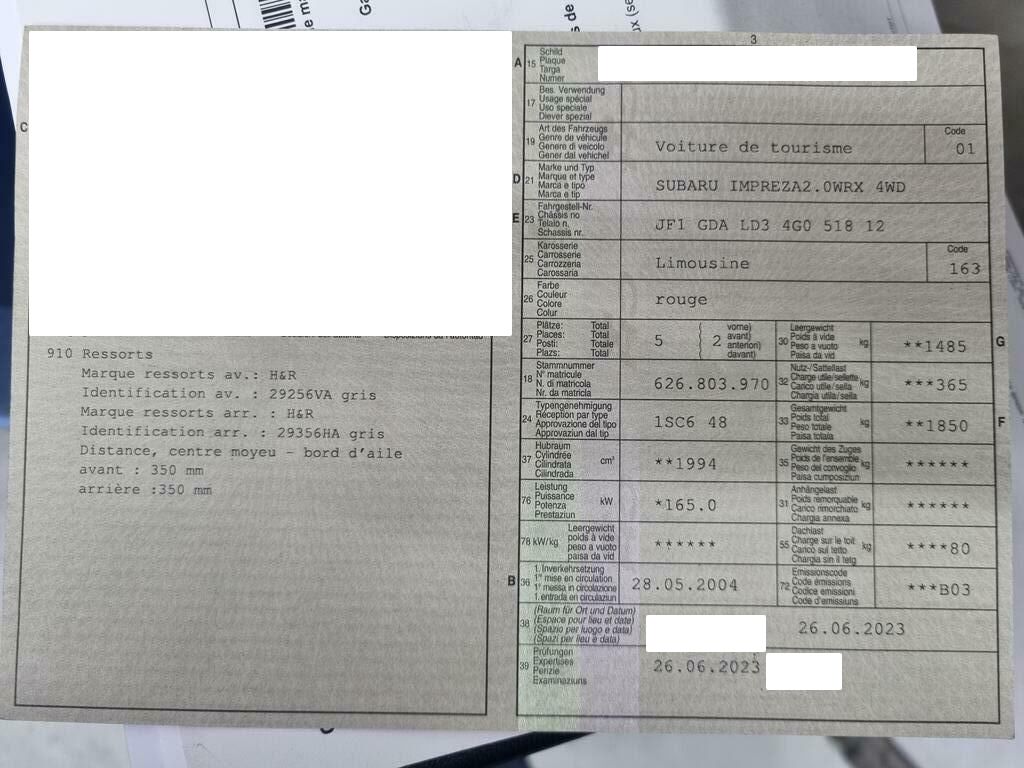 3
A 15 Schild
Plaque
Targa
Numer
17 Bes. Verwendung
Usage spécial
Uso speciale
Diever spezial
C
19 Art des Fahrzeugs
Genre de véhicule
Genere di veicolo
Gener dal vehichel
Voiture de tourisme
Code
01
D 21 Marke und Typ
Marque et type
Marca e tipo
Marca e tip
SUBARU IMPREZA2.0WRX 4WD
E 23 Fahrgestell-Nr.
Châssis no
Telaio n.
Schassis nr.
JF1 GDA LD3 4G0 518 12
25 Karosserie
Carrosserie
Carrozzeria
Carossaria
Limousine
Code
163
26 Farbe
Couleur
Colore
Colur
rouge
27 Plätze: Total
Places: Total
Posti: Totale
Plazs: Total
5
2
vorne)
avant)
anteriori)
davant)
30 Leergewicht
Poids à vide
Peso a vuoto
Paisa da vid
kg
**1485
G
18 Stammnummer
N° matricule
N. di matricola
Nr. da matricla
626.803.970
32 Nutz-/Sattellast
Charge utile/sellette
Carico utile/sella
Chargia utila/sella
kg
***365
24 Typengenehmigung
Réception par type
Approvazione del tipo
Approvaziun dal tip
1SC6 48
33 Gesamtgewicht
Poids total
Peso totale
Paisa totala
kg
**1850
F
37 Hubraum
Cylindrée
Cilindrata
Cilindrada
cm³
**1994
35 Gewicht des Zuges
Poids de l'ensemble
Peso del convoglio
Paisa cumposiziun
kg
******
76 Leistung
Puissance
Potenza
Prestaziun
kW
*165.0
31 Anhängelast
Poids remorquable
Carico rimorchiato
Chargia annexa
kg
******
78 kW/kg
Leergewicht
poids à vide
peso a vuoto
paisa da vid
******
55 Dachlast
Charge sur le toit
Carico sul tetto
Chargia sin il tetg
kg
****80
B 36 1. Inverkehrsetzung
1re mise en circulation
1a messa in circolazione
1. entrada en circulaziun
28.05.2004
72 Emissionscode
Code émissions
Codice emissioni
Code d'emissiuns
***B03
38 (Raum für Ort und Datum)
(Espace pour lieu et date)
(Spazio per luogo e data)
(Spazi per lieu e data)
26.06.2023
39 Prüfungen
Expertises
Perizie
Examinaziuns
26.06.2023
910 Ressorts
Marque ressorts av.: H&R
Identification av. : 29256VA gris
Marque ressorts arr. : H&R
Identification arr. : 29356HA gris
Distance, centre moyeu - bord d'aile
avant : 350 mm
arrière :350 mm